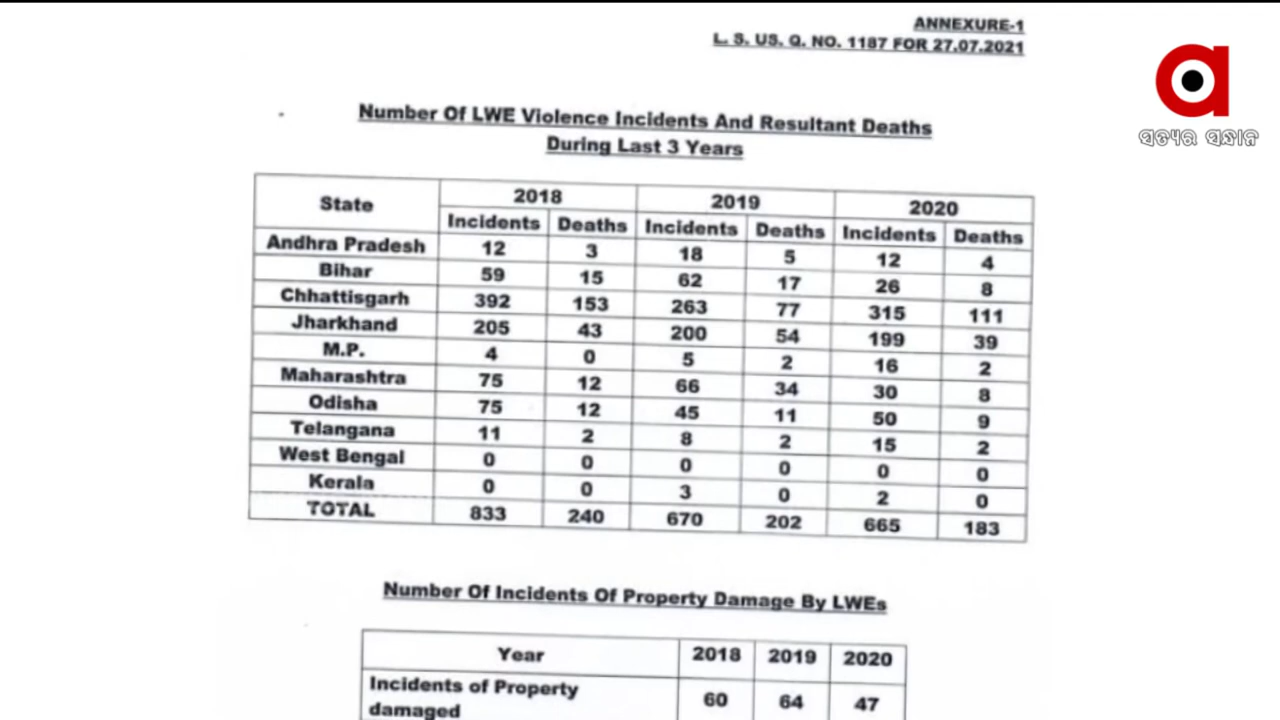 ANNEXURE-1
L. S. US. Q. NO. 1187 FOR 27.07.2021
ସତ୍ୟର ସନ୍ଧାନ
Number Of LWE Violence Incidents And Resultant Deaths
During Last 3 Years
State 2018 2019 2020
Incidents Deaths Incidents Deaths Incidents Deaths
Andhra Pradesh 12 3 18 5 12 4
Bihar 59 15 62 17 26 8
Chhattisgarh 392 153 263 77 315 111
Jharkhand 205 43 200 54 199 39
M.P. 4 0 5 2 16 2
Maharashtra 75 12 66 34 30 8
Odisha 75 12 45 11 50 9
Telangana 11 2 8 2 15 2
West Bengal 0 0 0 0 0 0
Kerala 0 0 3 0 2 0
TOTAL 833 240 670 202 665 183
Number Of Incidents Of Property Damage By LWEs
Year 2018 2019 2020
Incidents of Property
damaged 60 64 47